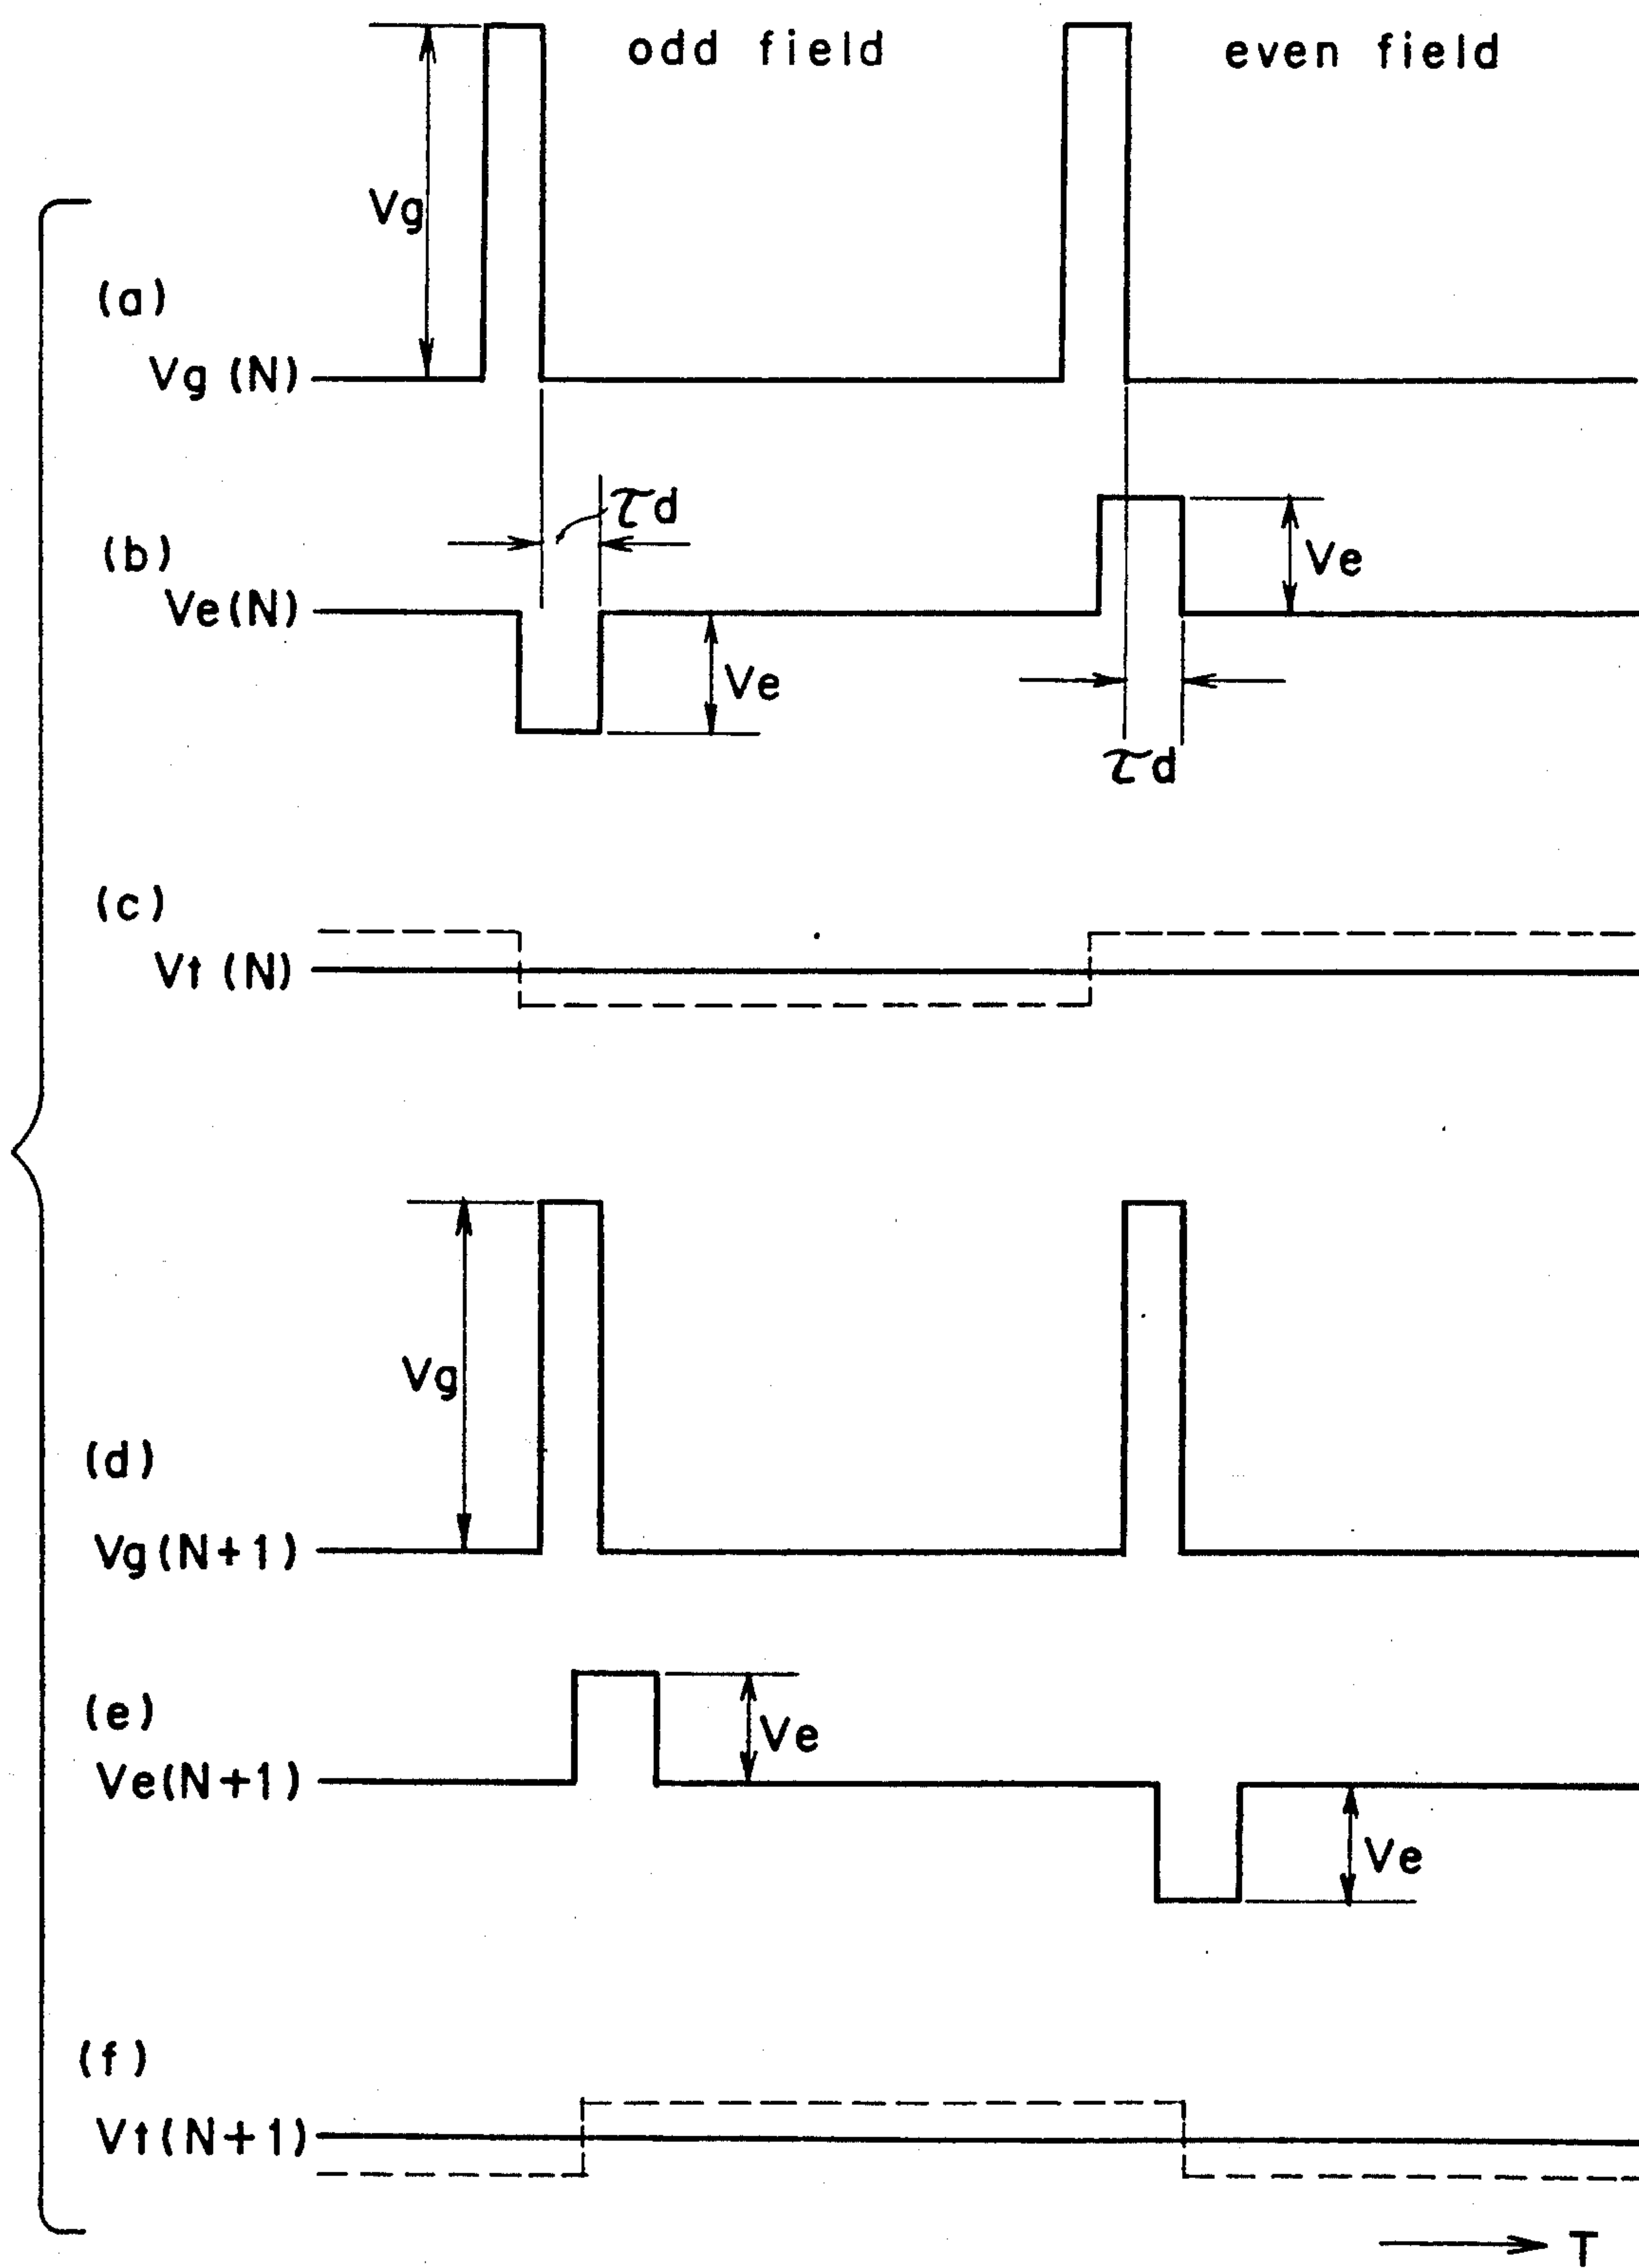 odd field
even field
Vg
(a)
Vg (N)
τd
(b)
Ve
Ve(N)
Ve
τd
(c)
Vt (N)
Vg
(d)
Vg(N+1)
(e)
Ve
Ve(N+1)
Ve
(f)
Vt(N+1)
T